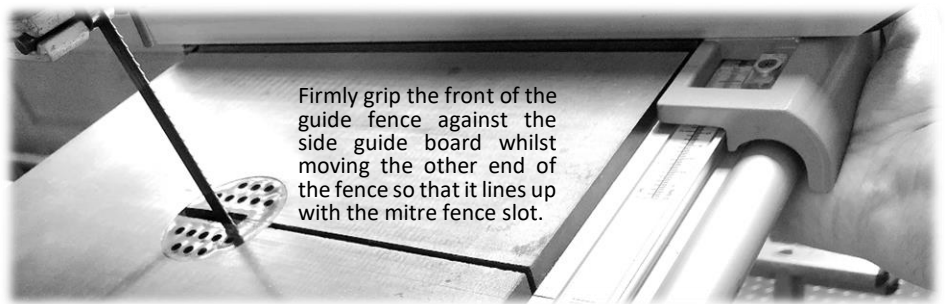 Firmly grip the front of the
guide fence against the
side guide board whilst
moving the other end of
the fence so that it lines up
with the mitre fence slot.